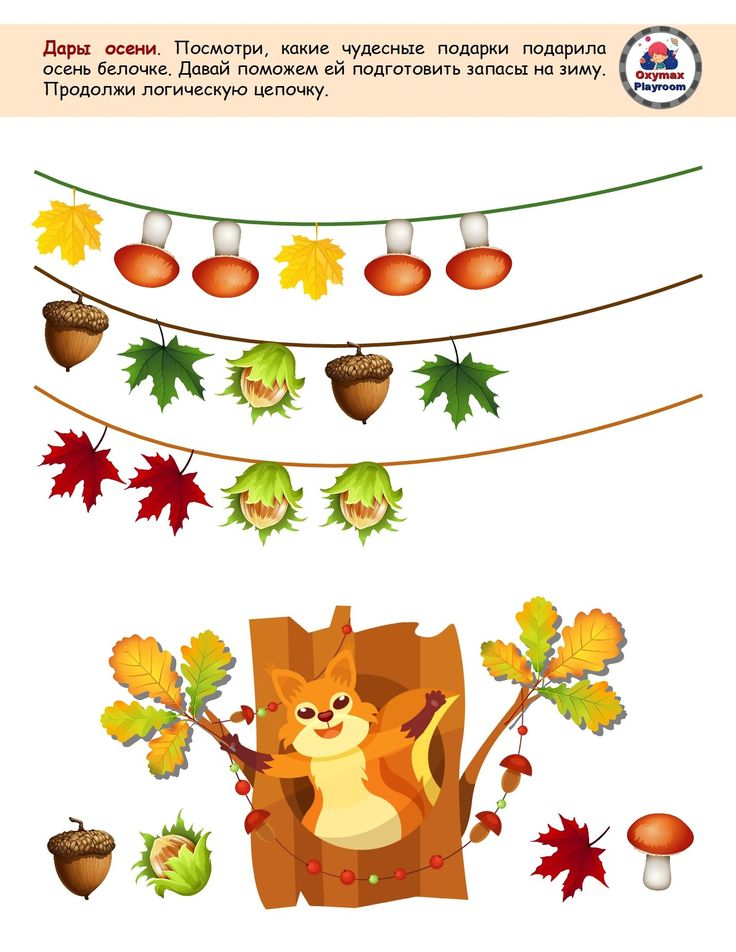 Дары осени. Посмотри, какие чудесные подарки подарила
осень белочке. Давай поможем ей подготовить запасы на зиму.
Продолжи логическую цепочку.
Oxymax
Playroom